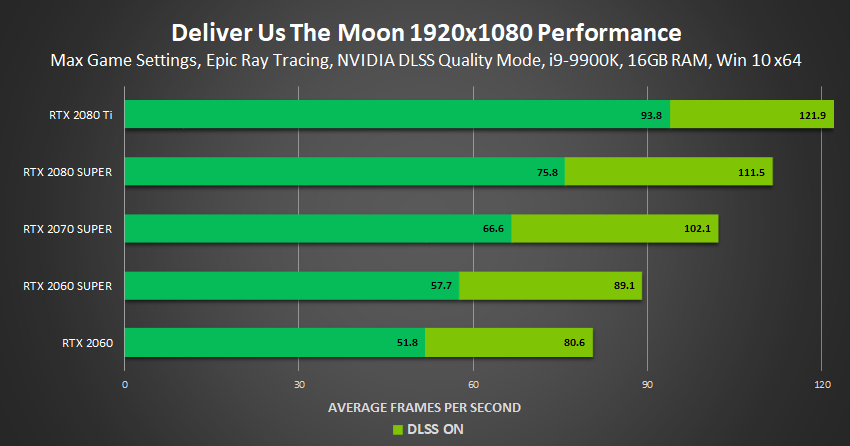 Deliver Us The Moon 1920x1080 Performance
Max Game Settings, Epic Ray Tracing, NVIDIA DLSS Quality Mode, i9-9900K, 16GB RAM, Win 10 x64
RTX 2080 Ti 93.8 121.9
RTX 2080 SUPER 75.8 111.5
RTX 2070 SUPER 66.6 102.1
RTX 2060 SUPER 57.7 89.1
RTX 2060 51.8 80.6
0 30 60 90 120
AVERAGE FRAMES PER SECOND
DLSS ON